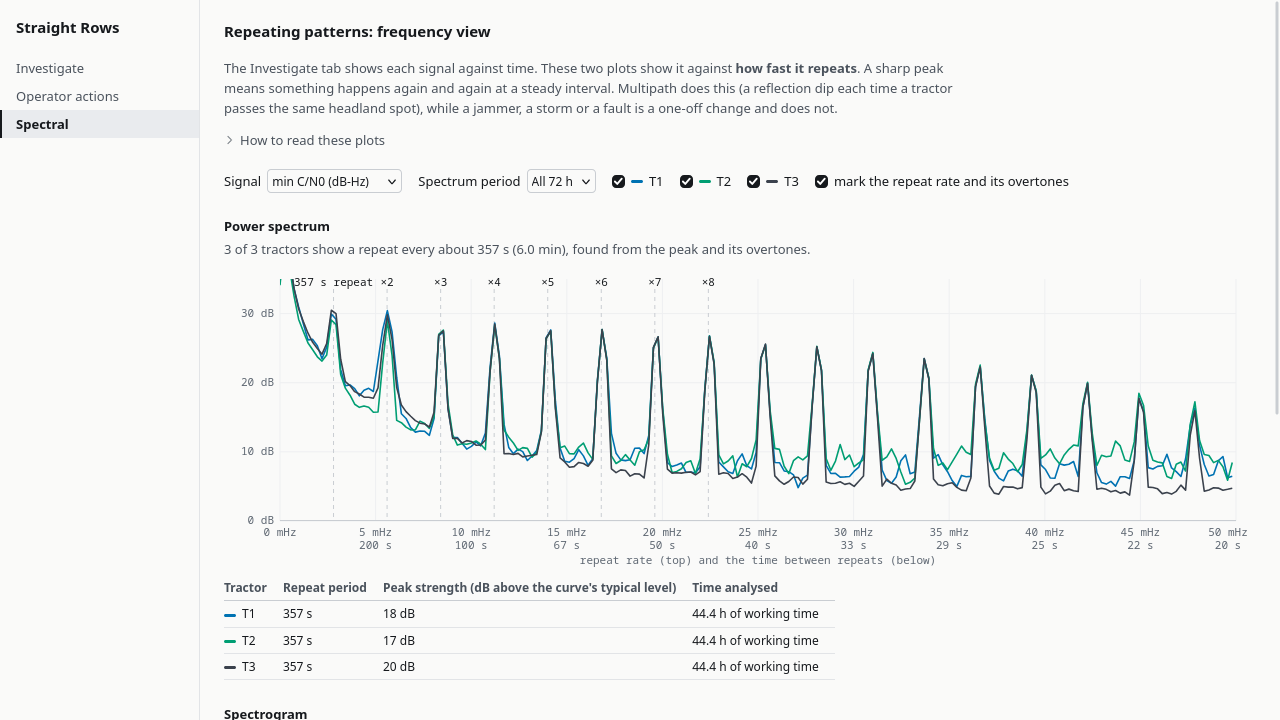 Straight Rows
Investigate
Operator actions
Spectral
Repeating patterns: frequency view
The Investigate tab shows each signal against time. These two plots show it against how fast it repeats. A sharp peak
means something happens again and again at a steady interval. Multipath does this (a reflection dip each time a tractor
passes the same headland spot), while a jammer, a storm or a fault is a one-off change and does not.
How to read these plots
Signal min C/N0 (dB-Hz) Spectrum period All 72 h T1 T2 T3 mark the repeat rate and its overtones
Power spectrum
3 of 3 tractors show a repeat every about 357 s (6.0 min), found from the peak and its overtones.
357 s repeat ×2 ×3 ×4 ×5 ×6 ×7 ×8
30 dB
20 dB
10 dB
0 dB
0 mHz 5 mHz 10 mHz 15 mHz 20 mHz 25 mHz 30 mHz 35 mHz 40 mHz 45 mHz 50 mHz
200 s 100 s 67 s 50 s 40 s 33 s 29 s 25 s 22 s 20 s
repeat rate (top) and the time between repeats (below)
Tractor Repeat period Peak strength (dB above the curve's typical level) Time analysed
T1 357 s 18 dB 44.4 h of working time
T2 357 s 17 dB 44.4 h of working time
T3 357 s 20 dB 44.4 h of working time
Spectrogram